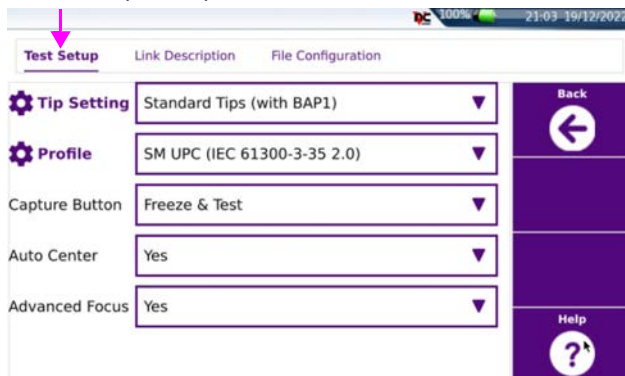 DC 100% 21:03 19/12/2022
Test Setup Link Description File Configuration
Tip Setting Standard Tips (with BAP1)
Back
Profile SM UPC (IEC 61300-3-35 2.0)
Capture Button Freeze & Test
Auto Center Yes
Advanced Focus Yes
Help
?